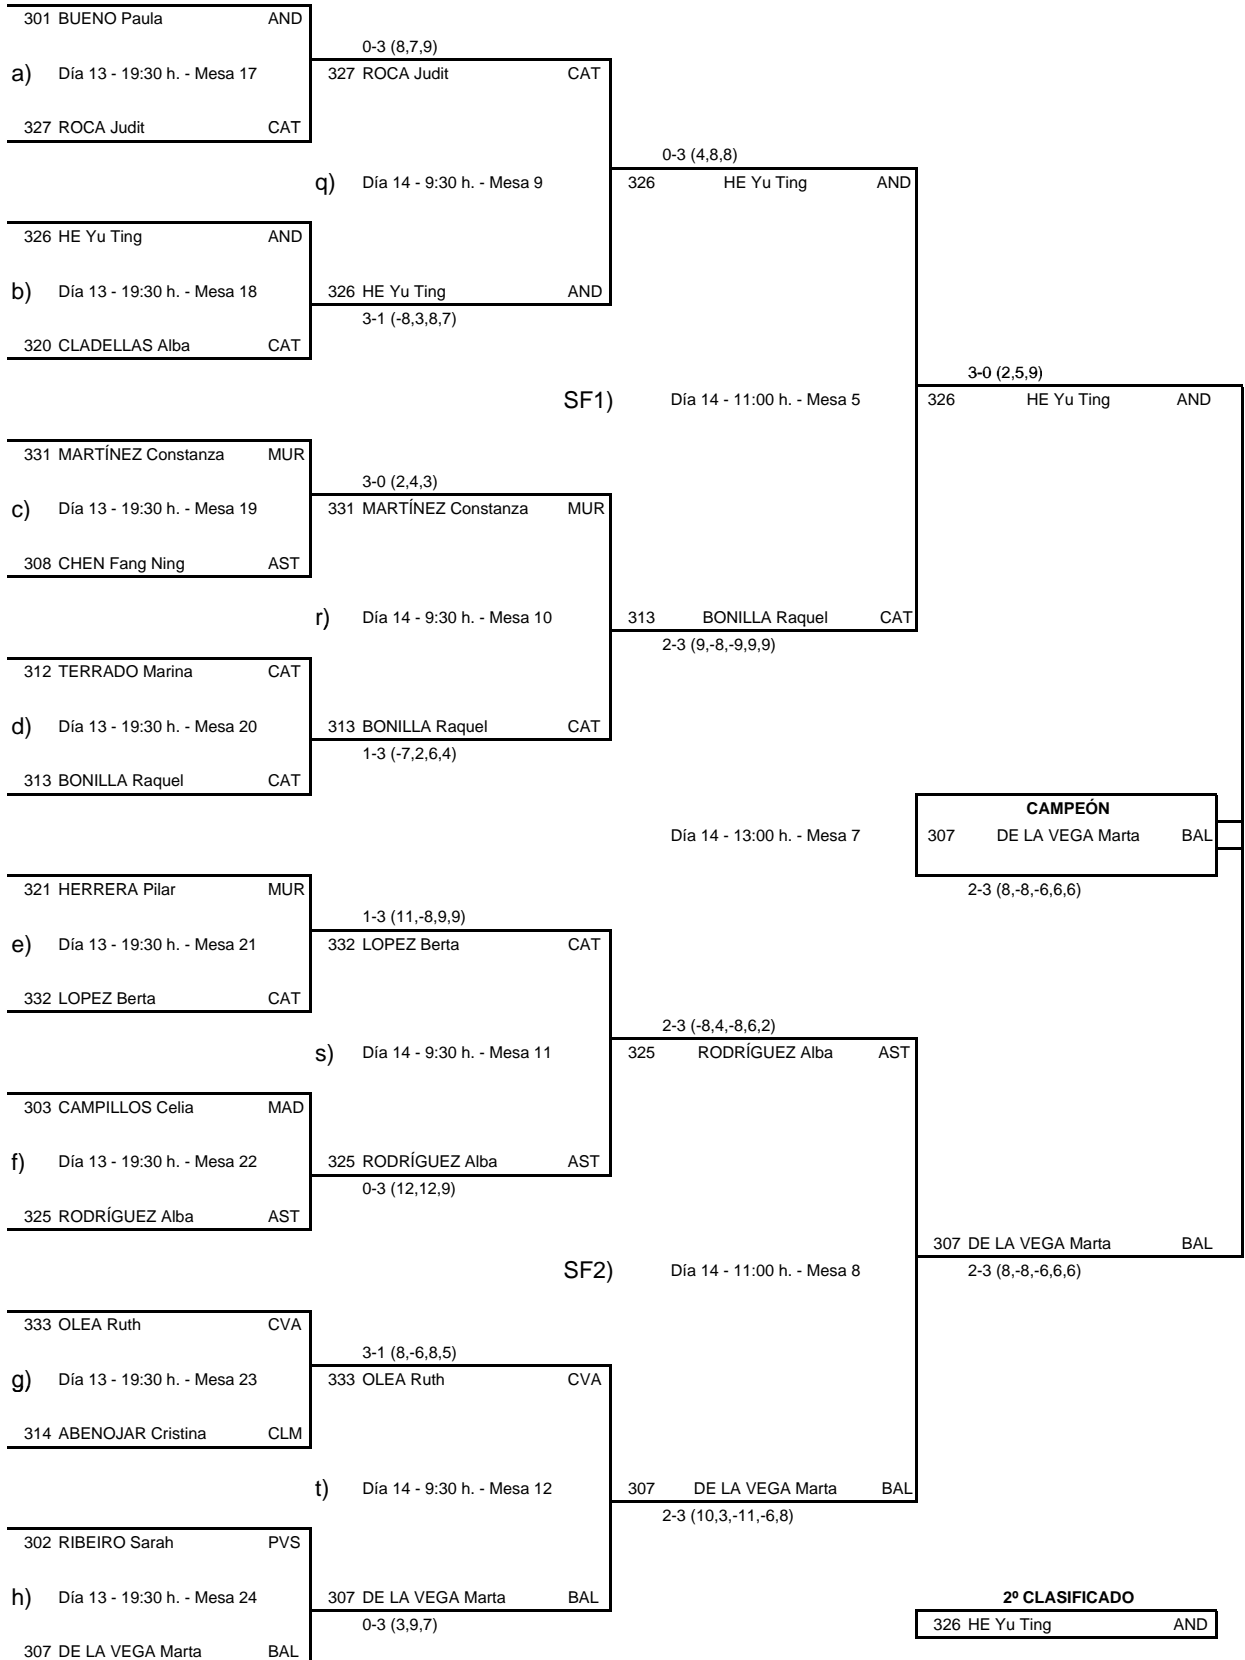 301 BUENO Paula AND
0-3 (8,7,9)
a) Día 13 - 19:30 h. - Mesa 17 327 ROCA Judit CAT
327 ROCA Judit CAT
0-3 (4,8,8)
q) Día 14 - 9:30 h. - Mesa 9 326 HE Yu Ting AND
326 HE Yu Ting AND
b) Día 13 - 19:30 h. - Mesa 18 326 HE Yu Ting AND
3-1 (-8,3,8,7)
320 CLADELLAS Alba CAT
3-0 (2,5,9)
SF1) Día 14 - 11:00 h. - Mesa 5 326 HE Yu Ting AND
331 MARTÍNEZ Constanza MUR
3-0 (2,4,3)
c) Día 13 - 19:30 h. - Mesa 19 331 MARTÍNEZ Constanza MUR
308 CHEN Fang Ning AST
r) Día 14 - 9:30 h. - Mesa 10 313 BONILLA Raquel CAT
2-3 (9,-8,-9,9,9)
312 TERRADO Marina CAT
d) Día 13 - 19:30 h. - Mesa 20 313 BONILLA Raquel CAT
1-3 (-7,2,6,4)
313 BONILLA Raquel CAT
CAMPEÓN
Día 14 - 13:00 h. - Mesa 7 307 DE LA VEGA Marta BAL
321 HERRERA Pilar MUR 2-3 (8,-8,-6,6,6)
1-3 (11,-8,9,9)
e) Día 13 - 19:30 h. - Mesa 21 332 LOPEZ Berta CAT
332 LOPEZ Berta CAT
2-3 (-8,4,-8,6,2)
s) Día 14 - 9:30 h. - Mesa 11 325 RODRÍGUEZ Alba AST
303 CAMPILLOS Celia MAD
f) Día 13 - 19:30 h. - Mesa 22 325 RODRÍGUEZ Alba AST
0-3 (12,12,9)
325 RODRÍGUEZ Alba AST
307 DE LA VEGA Marta BAL
SF2) Día 14 - 11:00 h. - Mesa 8 2-3 (8,-8,-6,6,6)
333 OLEA Ruth CVA
3-1 (8,-6,8,5)
g) Día 13 - 19:30 h. - Mesa 23 333 OLEA Ruth CVA
314 ABENOJAR Cristina CLM
t) Día 14 - 9:30 h. - Mesa 12 307 DE LA VEGA Marta BAL
2-3 (10,3,-11,-6,8)
302 RIBEIRO Sarah PVS
h) Día 13 - 19:30 h. - Mesa 24 307 DE LA VEGA Marta BAL 2º CLASIFICADO
0-3 (3,9,7) 326 HE Yu Ting AND
307 DE LA VEGA Marta BAL